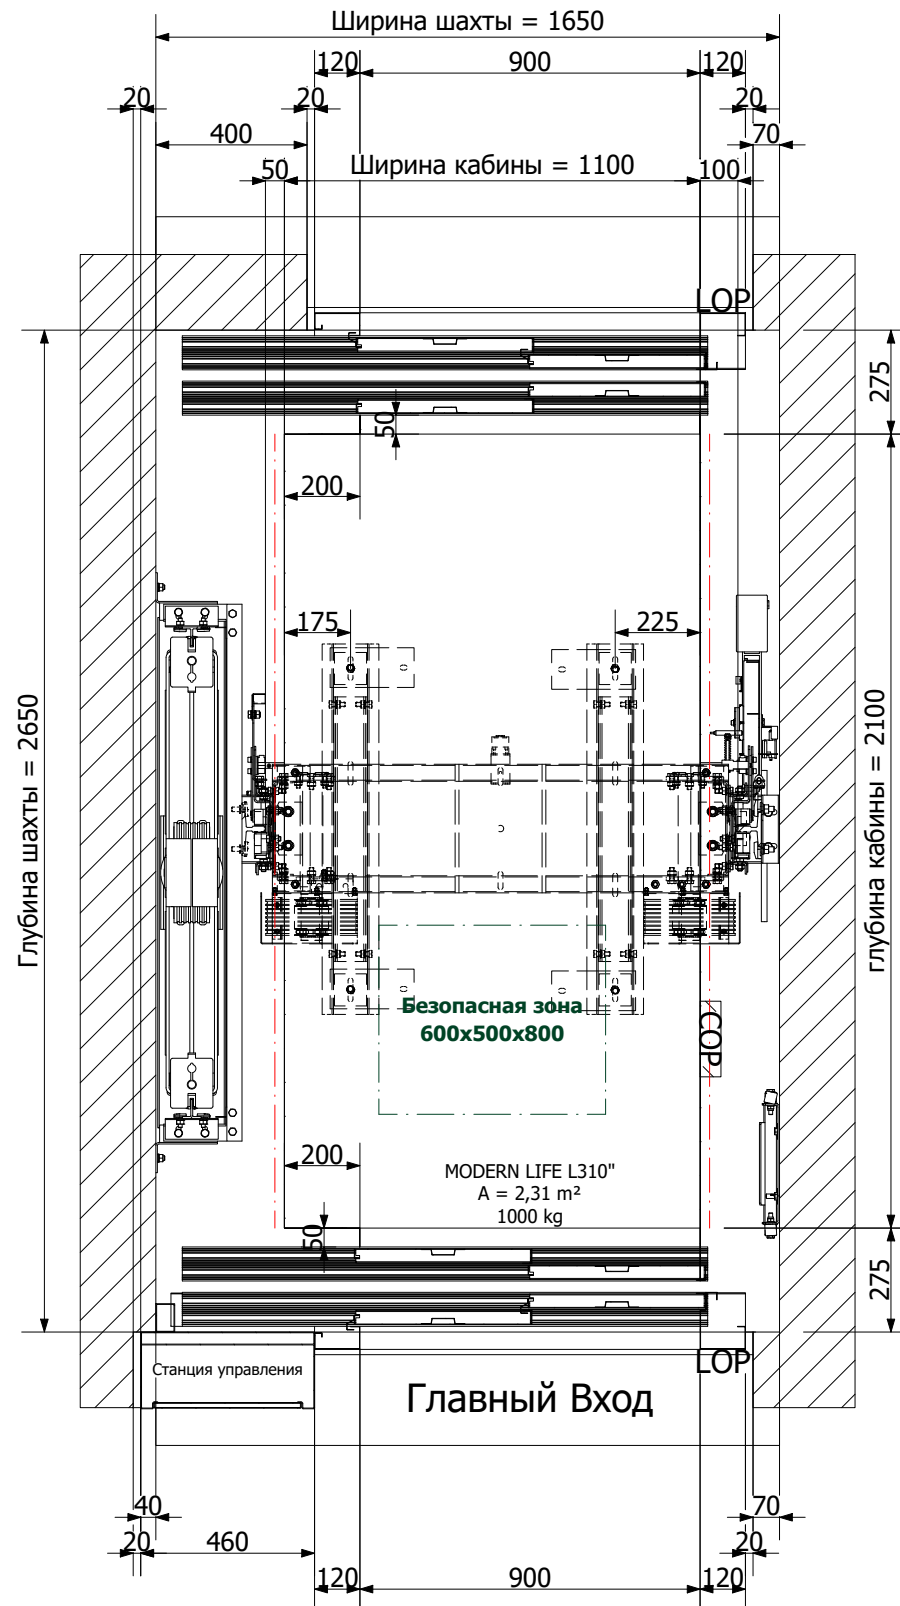 Ширина шахты = 1650
120
900
120
20
20
20
400
70
50
Ширина кабины = 1100
100
LOP
275
50
200
175
225
Глубина шахты = 2650
глубина кабины = 2100
Безопасная зона
600x500x800
COP
200
MODERN LIFE L310"
A = 2,31 m²
1000 kg
50
275
Станция управления
LOP
Главный Вход
40
70
20
460
20
120
900
120